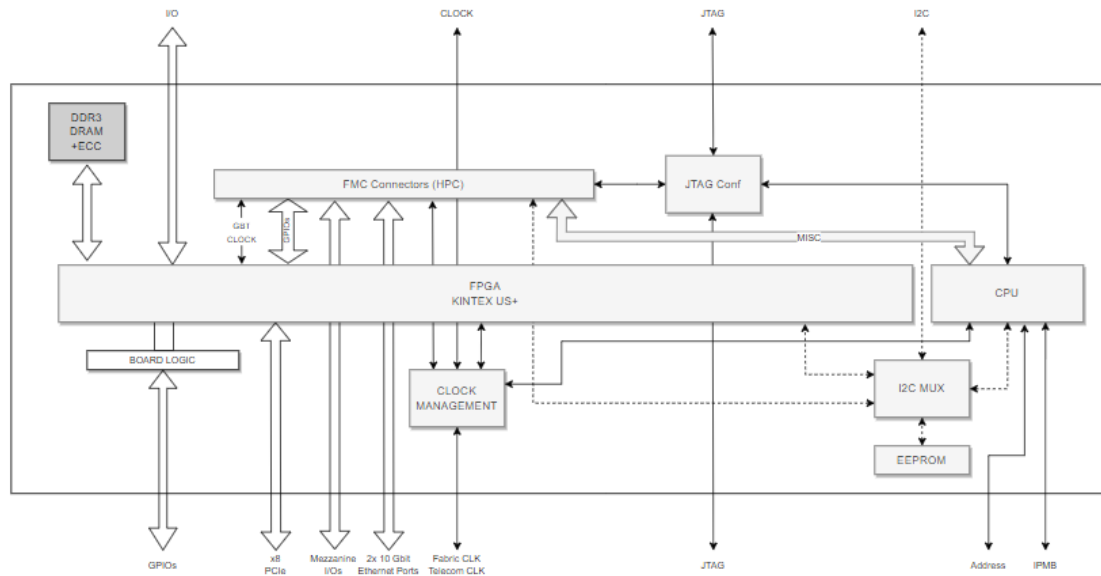 I/O
CLOCK
JTAG
I2C
DDR3
DRAM
+ECC
FMC Connectors (HPC)
JTAG Conf
GBT
CLOCK
GPIOs
MISC
FPGA
KINTEX US+
CPU
BOARD LOGIC
CLOCK
MANAGEMENT
I2C MUX
EEPROM
GPIOs
x8
PCIe
Mezzanine
I/Os
2x 10 Gbit
Ethernet Ports
Fabric CLK
Telecom CLK
JTAG
Address
IPMB